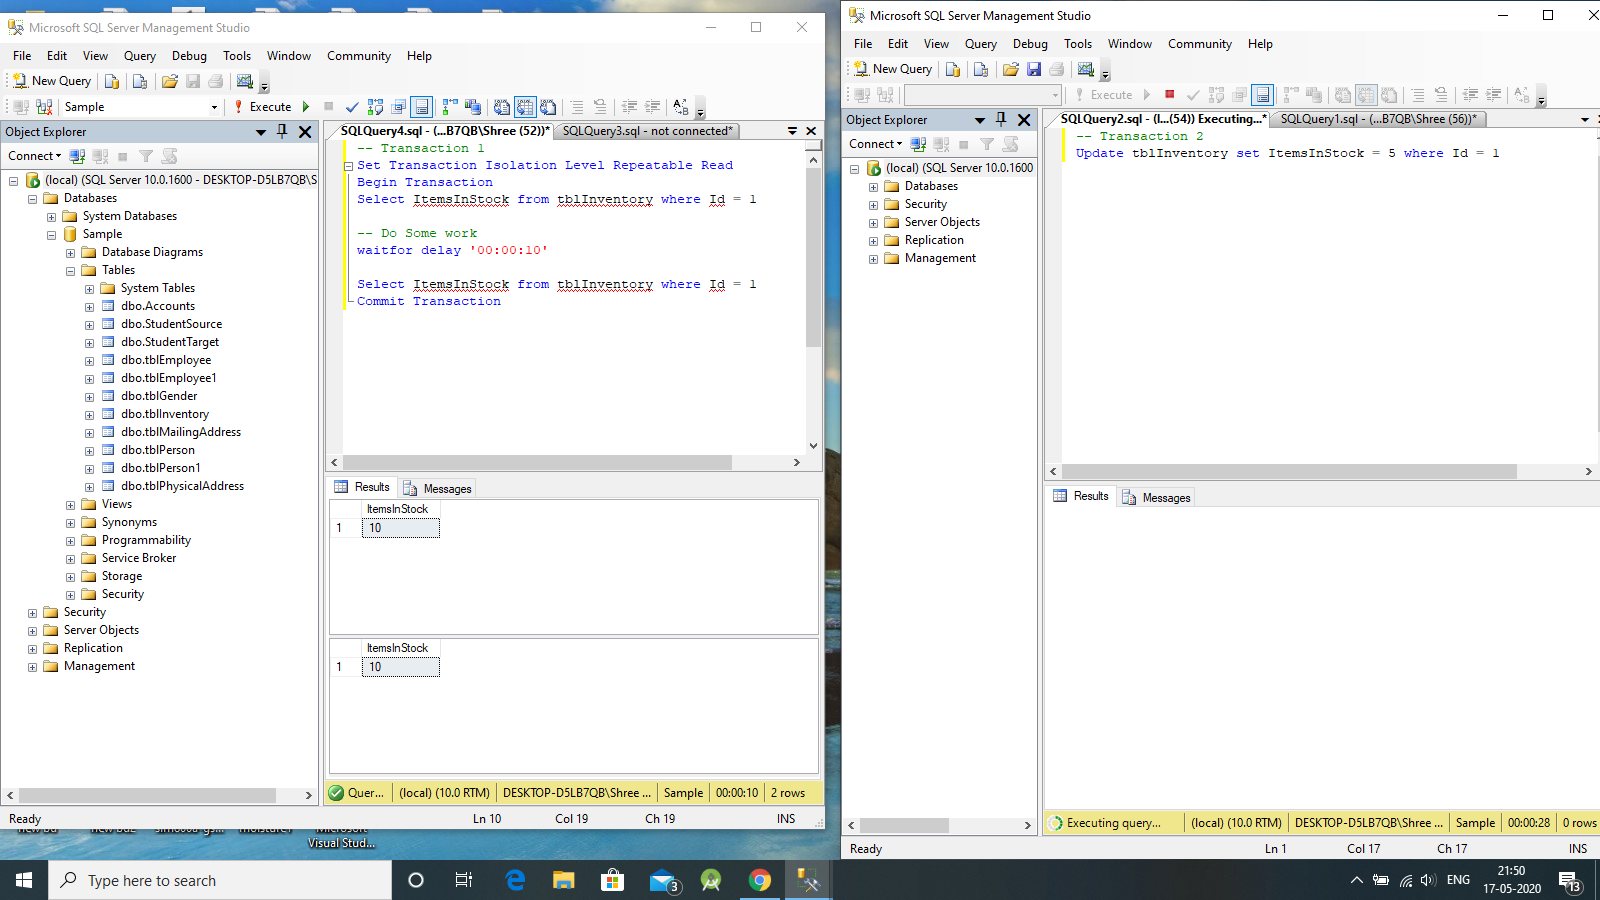 Microsoft SQL Server Management Studio
File Edit View Query Debug Tools Window Community Help
New Query
Sample
Execute
Object Explorer
Connect
(local) (SQL Server 10.0.1600 - DESKTOP-D5LB7QB\S
Databases
System Databases
Sample
Database Diagrams
Tables
System Tables
dbo.Accounts
dbo.StudentSource
dbo.StudentTarget
dbo.tblEmployee
dbo.tblEmployee1
dbo.tblGender
dbo.tblInventory
dbo.tblMailingAddress
dbo.tblPerson
dbo.tblPerson1
dbo.tblPhysicalAddress
Views
Synonyms
Programmability
Service Broker
Storage
Security
Security
Server Objects
Replication
Management
SQLQuery4.sql - (...B7QB\Shree (52))* SQLQuery3.sql - not connected*
-- Transaction 1
Set Transaction Isolation Level Repeatable Read
Begin Transaction
Select ItemsInStock from tblInventory where Id = 1
-- Do Some work
waitfor delay '00:00:10'
Select ItemsInStock from tblInventory where Id = 1
Commit Transaction
Results Messages
ItemsInStock
1 10
ItemsInStock
1 10
Quer... (local) (10.0 RTM) DESKTOP-D5LB7QB\Shree ... Sample 00:00:10 2 rows
Ready Ln 10 Col 19 Ch 19 INS
Microsoft SQL Server Management Studio
File Edit View Query Debug Tools Window Community Help
New Query
Execute
Object Explorer
Connect
(local) (SQL Server 10.0.1600
Databases
Security
Server Objects
Replication
Management
SQLQuery2.sql - (l...(54)) Executing...* SQLQuery1.sql - (...B7QB\Shree (56))*
-- Transaction 2
Update tblInventory set ItemsInStock = 5 where Id = 1
Results Messages
Executing query... (local) (10.0 RTM) DESKTOP-D5LB7QB\Shree ... Sample 00:00:28 0 rows
Ready Ln 1 Col 17 Ch 17 INS
Visual Stud...
Type here to search
3
ENG
21:50
17-05-2020
13